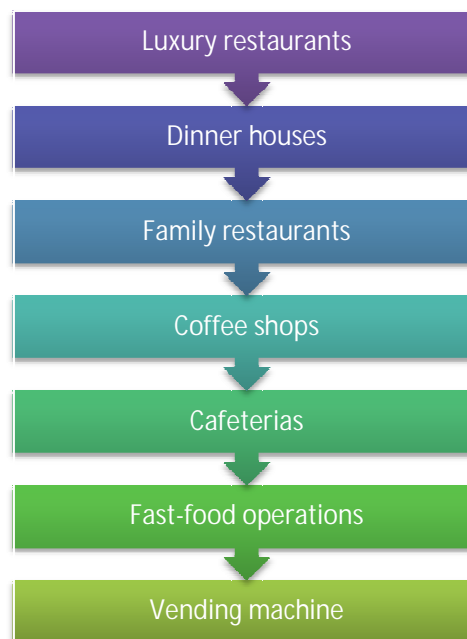 Luxury restaurants
Dinner houses
Family restaurants
Coffee shops
Cafeterias
Fast-food operations
Vending machine